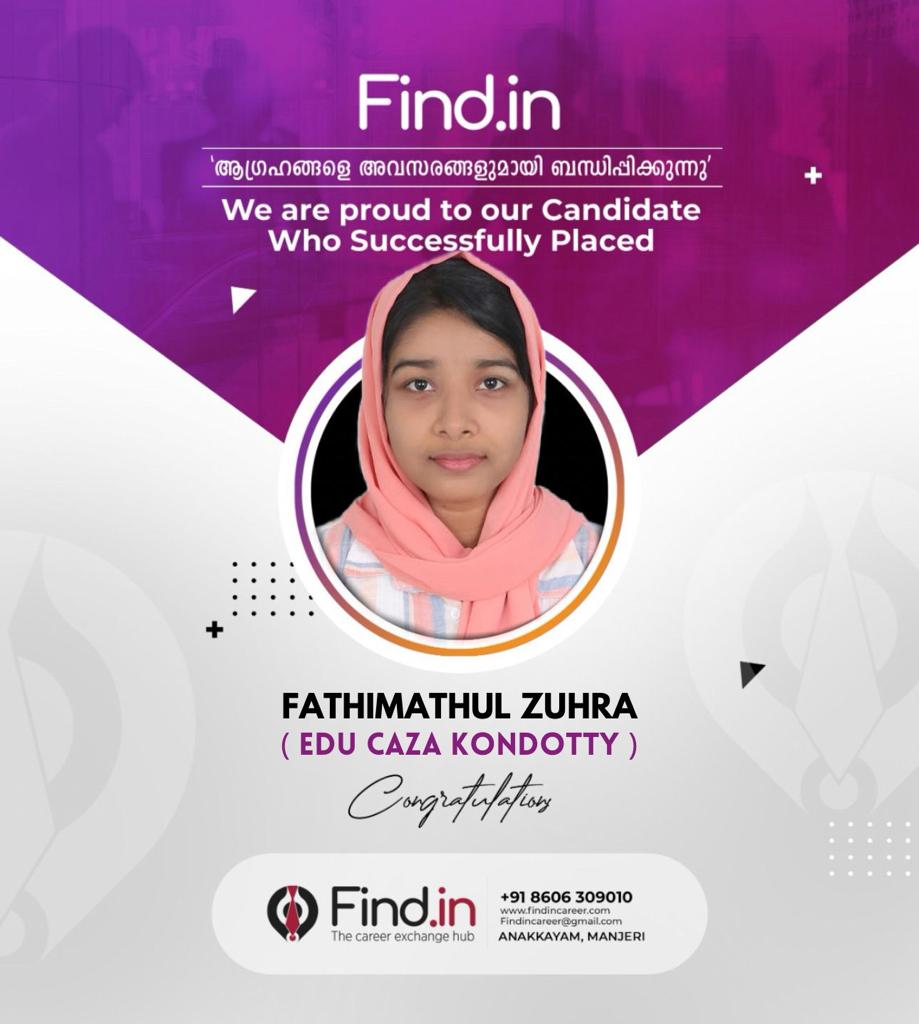 Find.in
'ആഗ്രഹങ്ങളെ അവസരങ്ങളുമായി ബന്ധിപ്പിക്കുന്നു'
We are proud to our Candidate
Who Successfully Placed
FATHIMATHUL ZUHRA
( EDU CAZA KONDOTTY )
Congratulations
Find.in
The career exchange hub
+91 8606 309010
www.findincareer.com
Findincareer@gmail.com
ANAKKAYAM, MANJERI